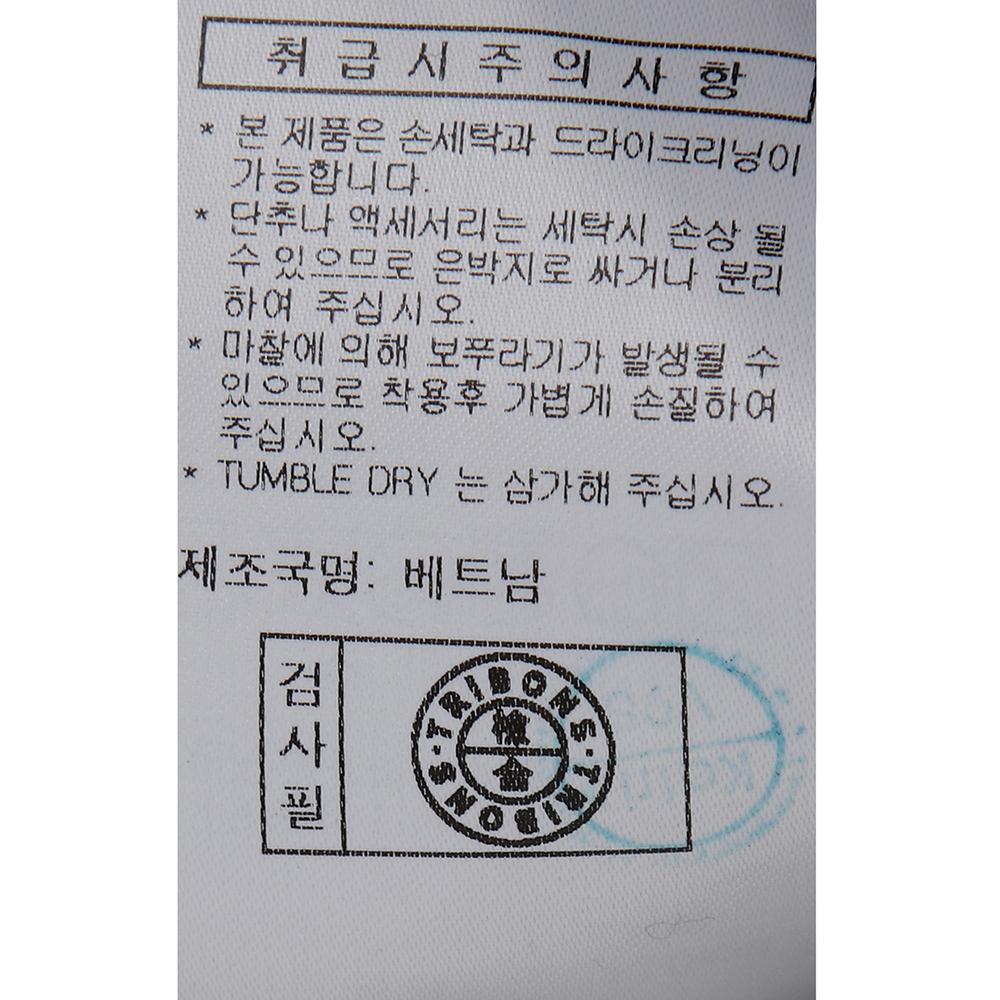 취급시주의사항
* 본 제품은 손세탁과 드라이크리닝이
가능합니다.
* 단추나 액세서리는 세탁시 손상 될
수 있으므로 은박지로 싸거나 분리
하여 주십시오.
* 마찰에 의해 보푸라기가 발생될 수
있으므로 착용후 가볍게 손질하여
주십시오.
* TUMBLE DRY 는 삼가해 주십시오.
제조국명: 베트남
검사필
TRIBONS · TRIBONS ·